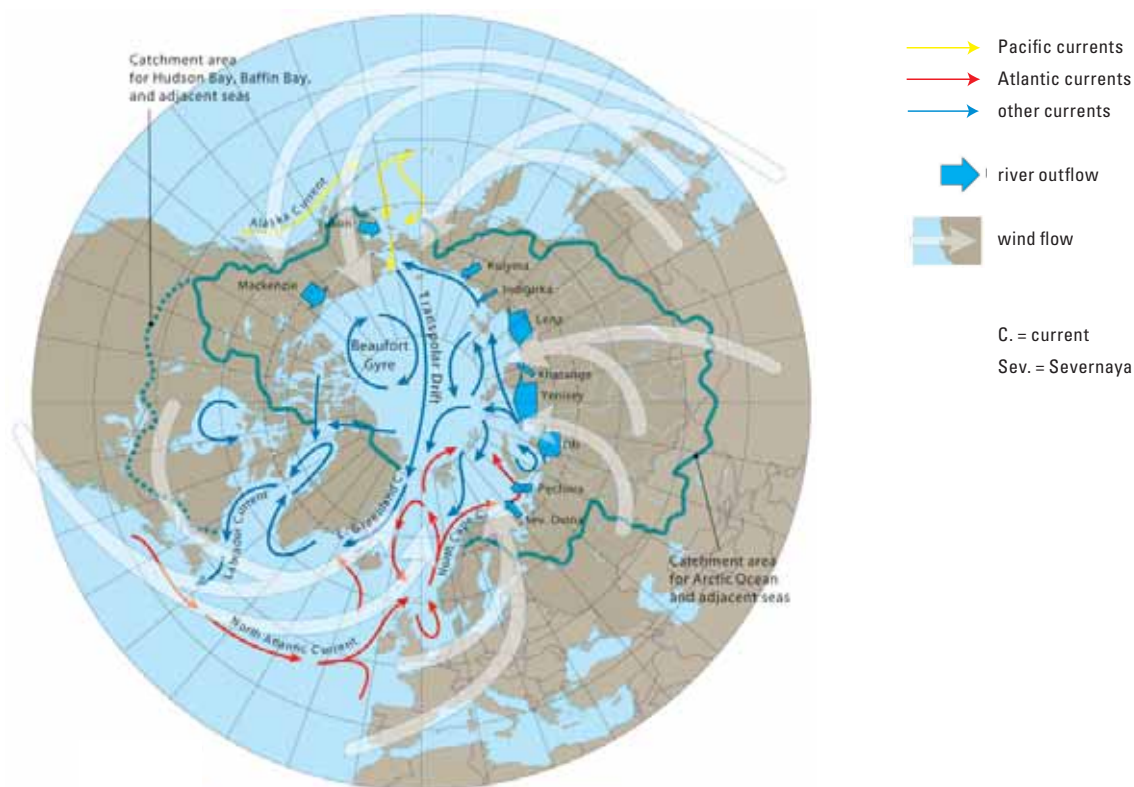 Catchment area
for Hudson Bay, Baffin Bay,
and adjacent seas
Alaska Current
Yukon
Mackenzie
Kolyma
Indigirka
Lena
Khatanga
Yenisey
Ob
Pechora
Sev. Dvina
Beaufort
Gyre
Transpolar Drift
E. Greenland C.
North Cape C.
Labrador Current
North Atlantic Current
Catchment area
for Arctic Ocean
and adjacent seas
Pacific currents
Atlantic currents
other currents
river outflow
wind flow
C. = current
Sev. = Severnaya